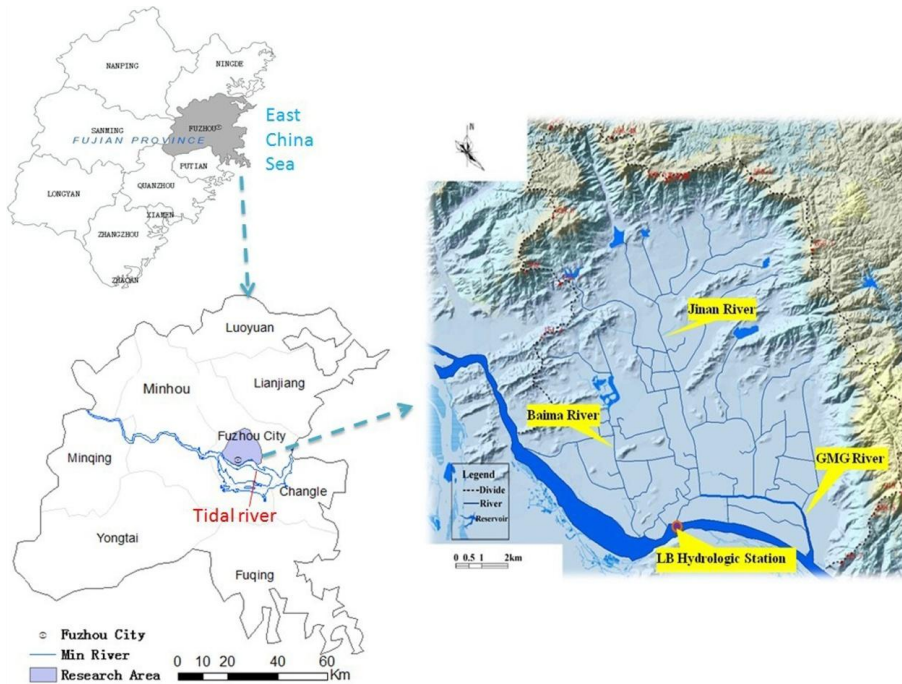 NANPING
NINGDE
FUZHOU
East
China
Sea
SANMING
FUJIAN PROVINCE
PUTIAN
LONGYAN
QUANZHOU
XIAMEN
ZHANGZHOU
ZHAOAN
Luoyuan
Minhou
Lianjiang
Fuzhou City
Minqing
Changle
Tidal river
Yongtai
Fuqing
Fuzhou City
Min River
Research Area
0 10 20 40 60
Km
Jinan River
Baima River
GMG River
Legend
Divide
River
Reservoir
LB Hydrologic Station
0 0.5 1 2km